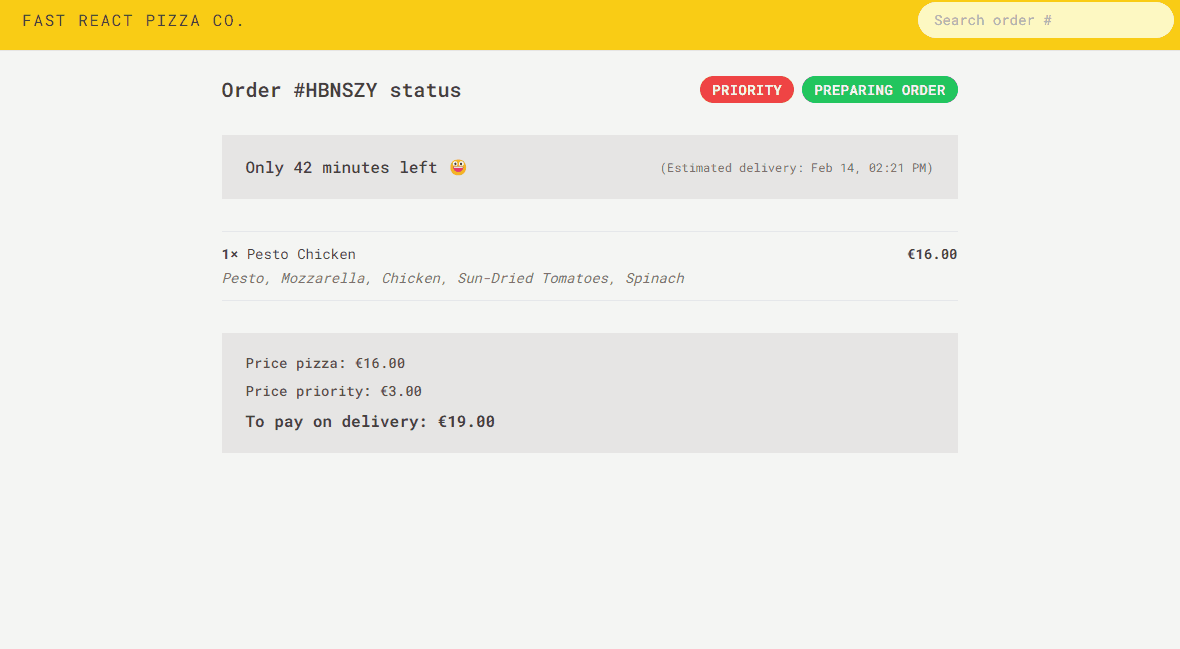 FAST REACT PIZZA CO.
Search order #
Order #HBNSZY status
PRIORITY
PREPARING ORDER
Only 42 minutes left 😀
(Estimated delivery: Feb 14, 02:21 PM)
1× Pesto Chicken
€16.00
Pesto, Mozzarella, Chicken, Sun-Dried Tomatoes, Spinach
Price pizza: €16.00
Price priority: €3.00
To pay on delivery: €19.00